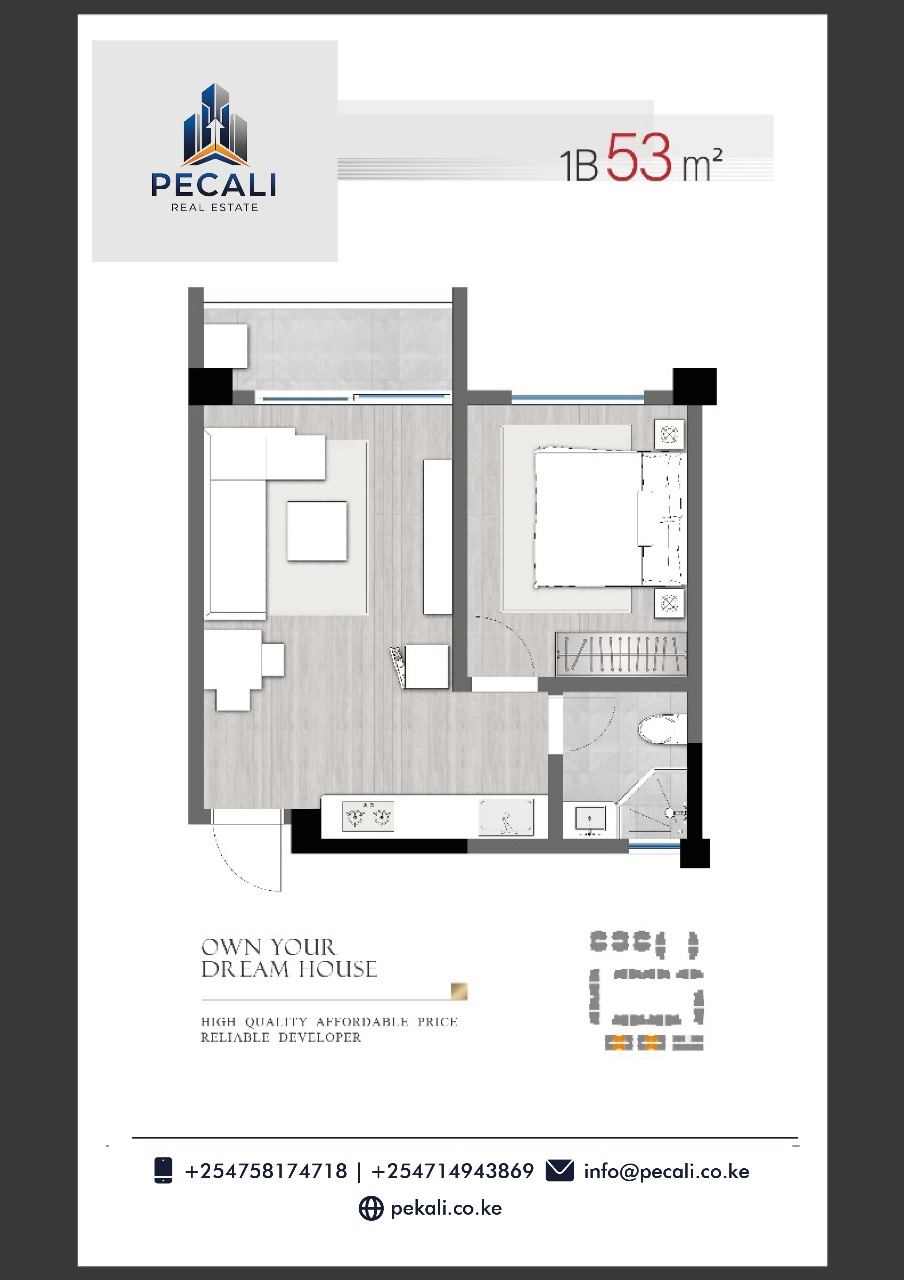 PECALI
REAL ESTATE
1B 53 m²
OWN YOUR
DREAM HOUSE
HIGH QUALITY AFFORDABLE PRICE
RELIABLE DEVELOPER
+254758174718 | +254714943869 info@pecali.co.ke
pekali.co.ke